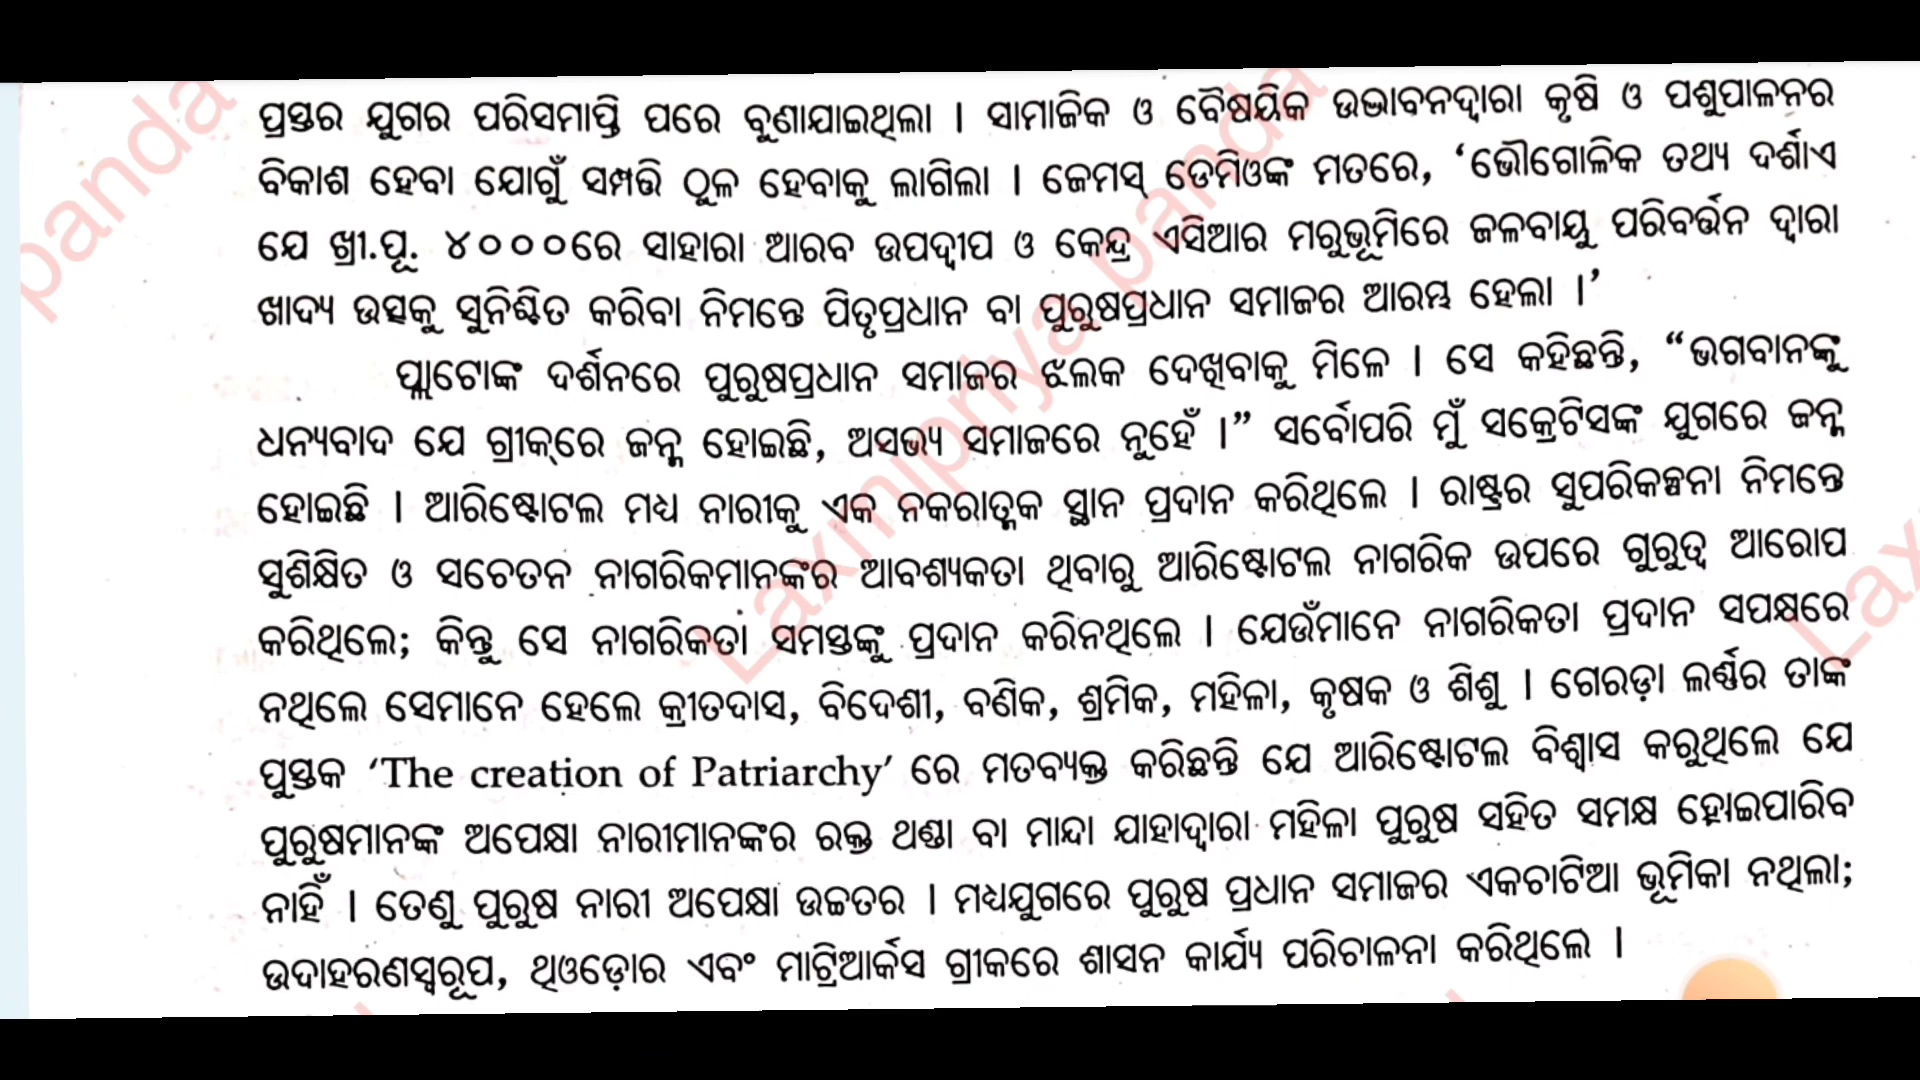 ପ୍ରସ୍ତର ଯୁଗର ପରିସମାପ୍ତି ପରେ ବୁଣାଯାଇଥିଲା । ସାମାଜିକ ଓ ବୈଷୟିକ ଉଦ୍ଭାବନଦ୍ୱାରା କୃଷି ଓ ପଶୁପାଳନର
ବିକାଶ ହେବା ଯୋଗୁଁ ସମ୍ପତ୍ତି ଠୁଳ ହେବାକୁ ଲାଗିଲା । ଜେମସ୍ ଡେମିଓଙ୍କ ମତରେ, ‘ଭୌଗୋଳିକ ତଥ୍ୟ ଦର୍ଶାଏ
ଯେ ଖ୍ରୀ.ପୂ. ୪୦୦୦ରେ ସାହାରା ଆରବ ଉପଦ୍ୱୀପ ଓ କେନ୍ଦ୍ର ଏସିଆର ମରୁଭୂମିରେ ଜଳବାୟୁ ପରିବର୍ତ୍ତନ ଦ୍ୱାରା
ଖାଦ୍ୟ ଉତ୍ସକୁ ସୁନିଶ୍ଚିତ କରିବା ନିମନ୍ତେ ପିତୃପ୍ରଧାନ ବା ପୁରୁଷପ୍ରଧାନ ସମାଜର ଆରମ୍ଭ ହେଲା ।’
ପ୍ଲାଟୋଙ୍କ ଦର୍ଶନରେ ପୁରୁଷପ୍ରଧାନ ସମାଜର ଝଲକ ଦେଖିବାକୁ ମିଳେ । ସେ କହିଛନ୍ତି, “ଭଗବାନଙ୍କୁ
ଧନ୍ୟବାଦ ଯେ ଗ୍ରୀକ୍‌ରେ ଜନ୍ମ ହୋଇଛି, ଅସଭ୍ୟ ସମାଜରେ ନୁହେଁ ।” ସର୍ବୋପରି ମୁଁ ସକ୍ରେଟିସଙ୍କ ଯୁଗରେ ଜନ୍ମ
ହୋଇଛି । ଆରିଷ୍ଟୋଟଲ ମଧ୍ୟ ନାରୀକୁ ଏକ ନକରାତ୍ମକ ସ୍ଥାନ ପ୍ରଦାନ କରିଥିଲେ । ରାଷ୍ଟ୍ରର ସୁପରିକଳ୍ପନା ନିମନ୍ତେ
ସୁଶିକ୍ଷିତ ଓ ସଚେତନ ନାଗରିକମାନଙ୍କର ଆବଶ୍ୟକତା ଥିବାରୁ ଆରିଷ୍ଟୋଟଲ ନାଗରିକ ଉପରେ ଗୁରୁତ୍ୱ ଆରୋପ
କରିଥିଲେ; କିନ୍ତୁ ସେ ନାଗରିକତା ସମସ୍ତଙ୍କୁ ପ୍ରଦାନ କରିନଥିଲେ । ଯେଉଁମାନେ ନାଗରିକତା ପ୍ରଦାନ ସପକ୍ଷରେ
ନଥିଲେ ସେମାନେ ହେଲେ କ୍ରୀତଦାସ, ବିଦେଶୀ, ବଣିକ, ଶ୍ରମିକ, ମହିଳା, କୃଷକ ଓ ଶିଶୁ । ଗେରଡ଼ା ଲର୍ଣ୍ଣର ତାଙ୍କ
ପୁସ୍ତକ ‘The creation of Patriarchy’ ରେ ମତବ୍ୟକ୍ତ କରିଛନ୍ତି ଯେ ଆରିଷ୍ଟୋଟଲ ବିଶ୍ୱାସ କରୁଥିଲେ ଯେ
ପୁରୁଷମାନଙ୍କ ଅପେକ୍ଷା ନାରୀମାନଙ୍କର ରକ୍ତ ଥଣ୍ଡା ବା ମାନ୍ଦା ଯାହାଦ୍ୱାରା ମହିଳା ପୁରୁଷ ସହିତ ସମକକ୍ଷ ହୋଇପାରିବ
ନାହିଁ । ତେଣୁ ପୁରୁଷ ନାରୀ ଅପେକ୍ଷା ଉଚ୍ଚତର । ମଧ୍ୟଯୁଗରେ ପୁରୁଷ ପ୍ରଧାନ ସମାଜର ଏକଚାଟିଆ ଭୂମିକା ନଥିଲା;
ଉଦାହରଣସ୍ୱରୂପ, ଥିଓଡ଼ୋର ଏବଂ ମାଟ୍ରିଆର୍କସ ଗ୍ରୀକରେ ଶାସନ କାର୍ଯ୍ୟ ପରିଚାଳନା କରିଥିଲେ ।
panda
Laxmipriya panda
Lax